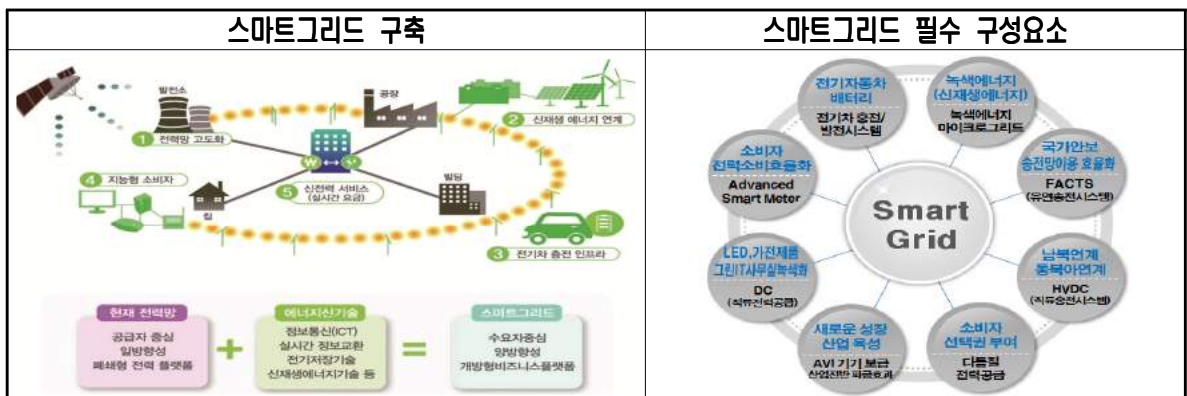 스마트그리드 구축
스마트그리드 필수 구성요소
발전소
공장
1 전력망 고도화
2 신재생 에너지 연계
4 지능형 소비자
집
5 신전력 서비스
(실시간 요금)
빌딩
3 전기차 충전 인프라
현재 전력망
공급자 중심
일방향성
폐쇄형 전력 플랫폼
+
에너지신기술
정보통신(ICT)
실시간 정보교환
전기저장기술
신재생에너지기술 등
=
스마트그리드
수요자중심
양방향성
개방형비즈니스플랫폼
Smart
Grid
전기자동차
배터리
전기차 충전/
발전시스템
녹색에너지
(신재생에너지)
녹색에너지
마이크로그리드
국가안보
송전망이용 효율화
FACTS
(유연송전시스템)
남북연계
동북아연계
HVDC
(직류송전시스템)
소비자
선택권 부여
다품질
전력공급
새로운 성장
산업 육성
AVI 기기 보급
산업전반 파급효과
LED,가전제품
그린IT사무실녹색화
DC
(직류전력공급)
소비자
전력소비효율화
Advanced
Smart Meter